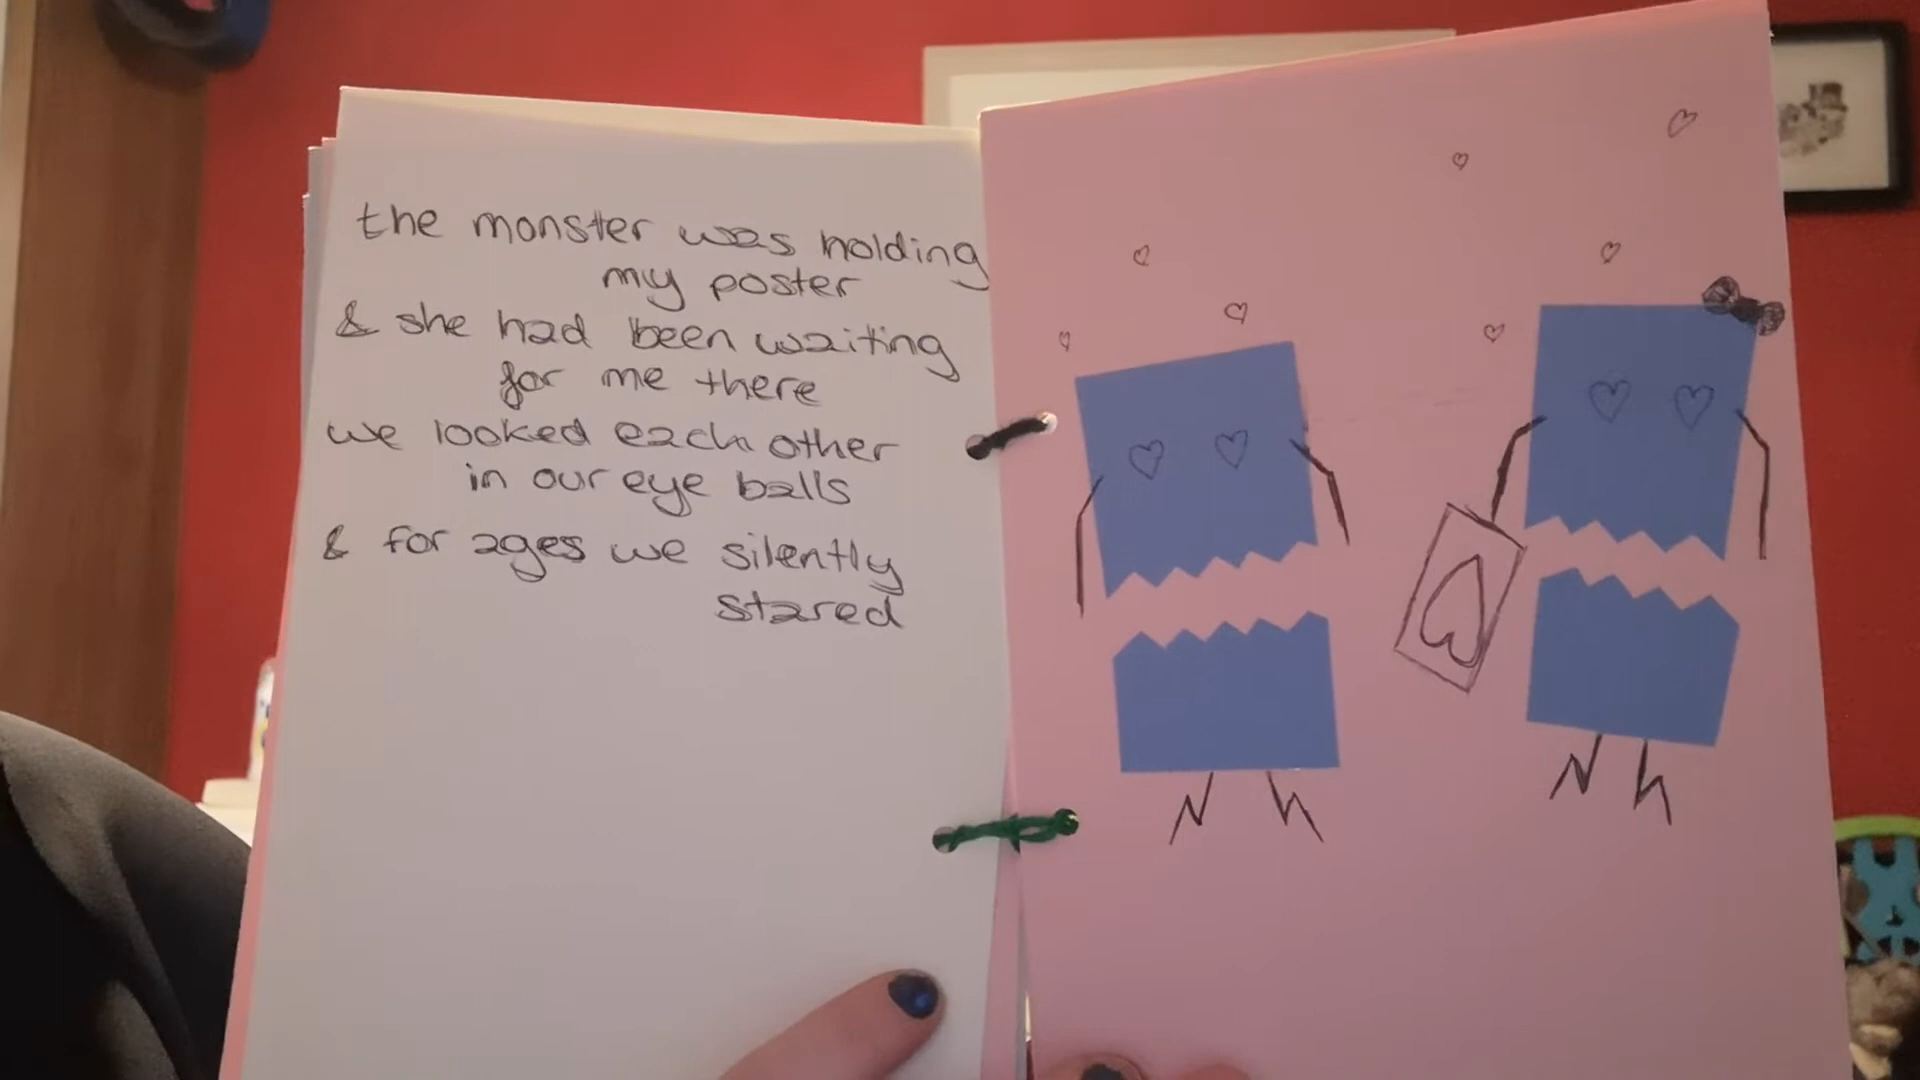 the monster was holding
my poster
& she had been waiting
for me there
we looked each other
in our eye balls
& for ages we silently
stared